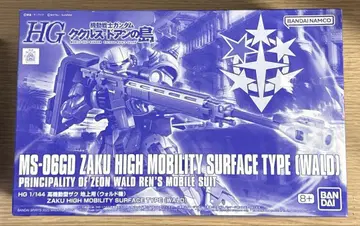 HG
機動戦士ガンダム
ククルス・ドアンの島
BANDAI NAMCO
MS-06GD ZAKU HIGH MOBILITY SURFACE TYPE (WALD)
PRINCIPALITY OF ZEON WALD REN'S MOBILE SUIT
HG 1/144 高機動型ザク 地上用(ウォルド機)
ZAKU HIGH MOBILITY SURFACE TYPE (WALD)
8+
BANDAI